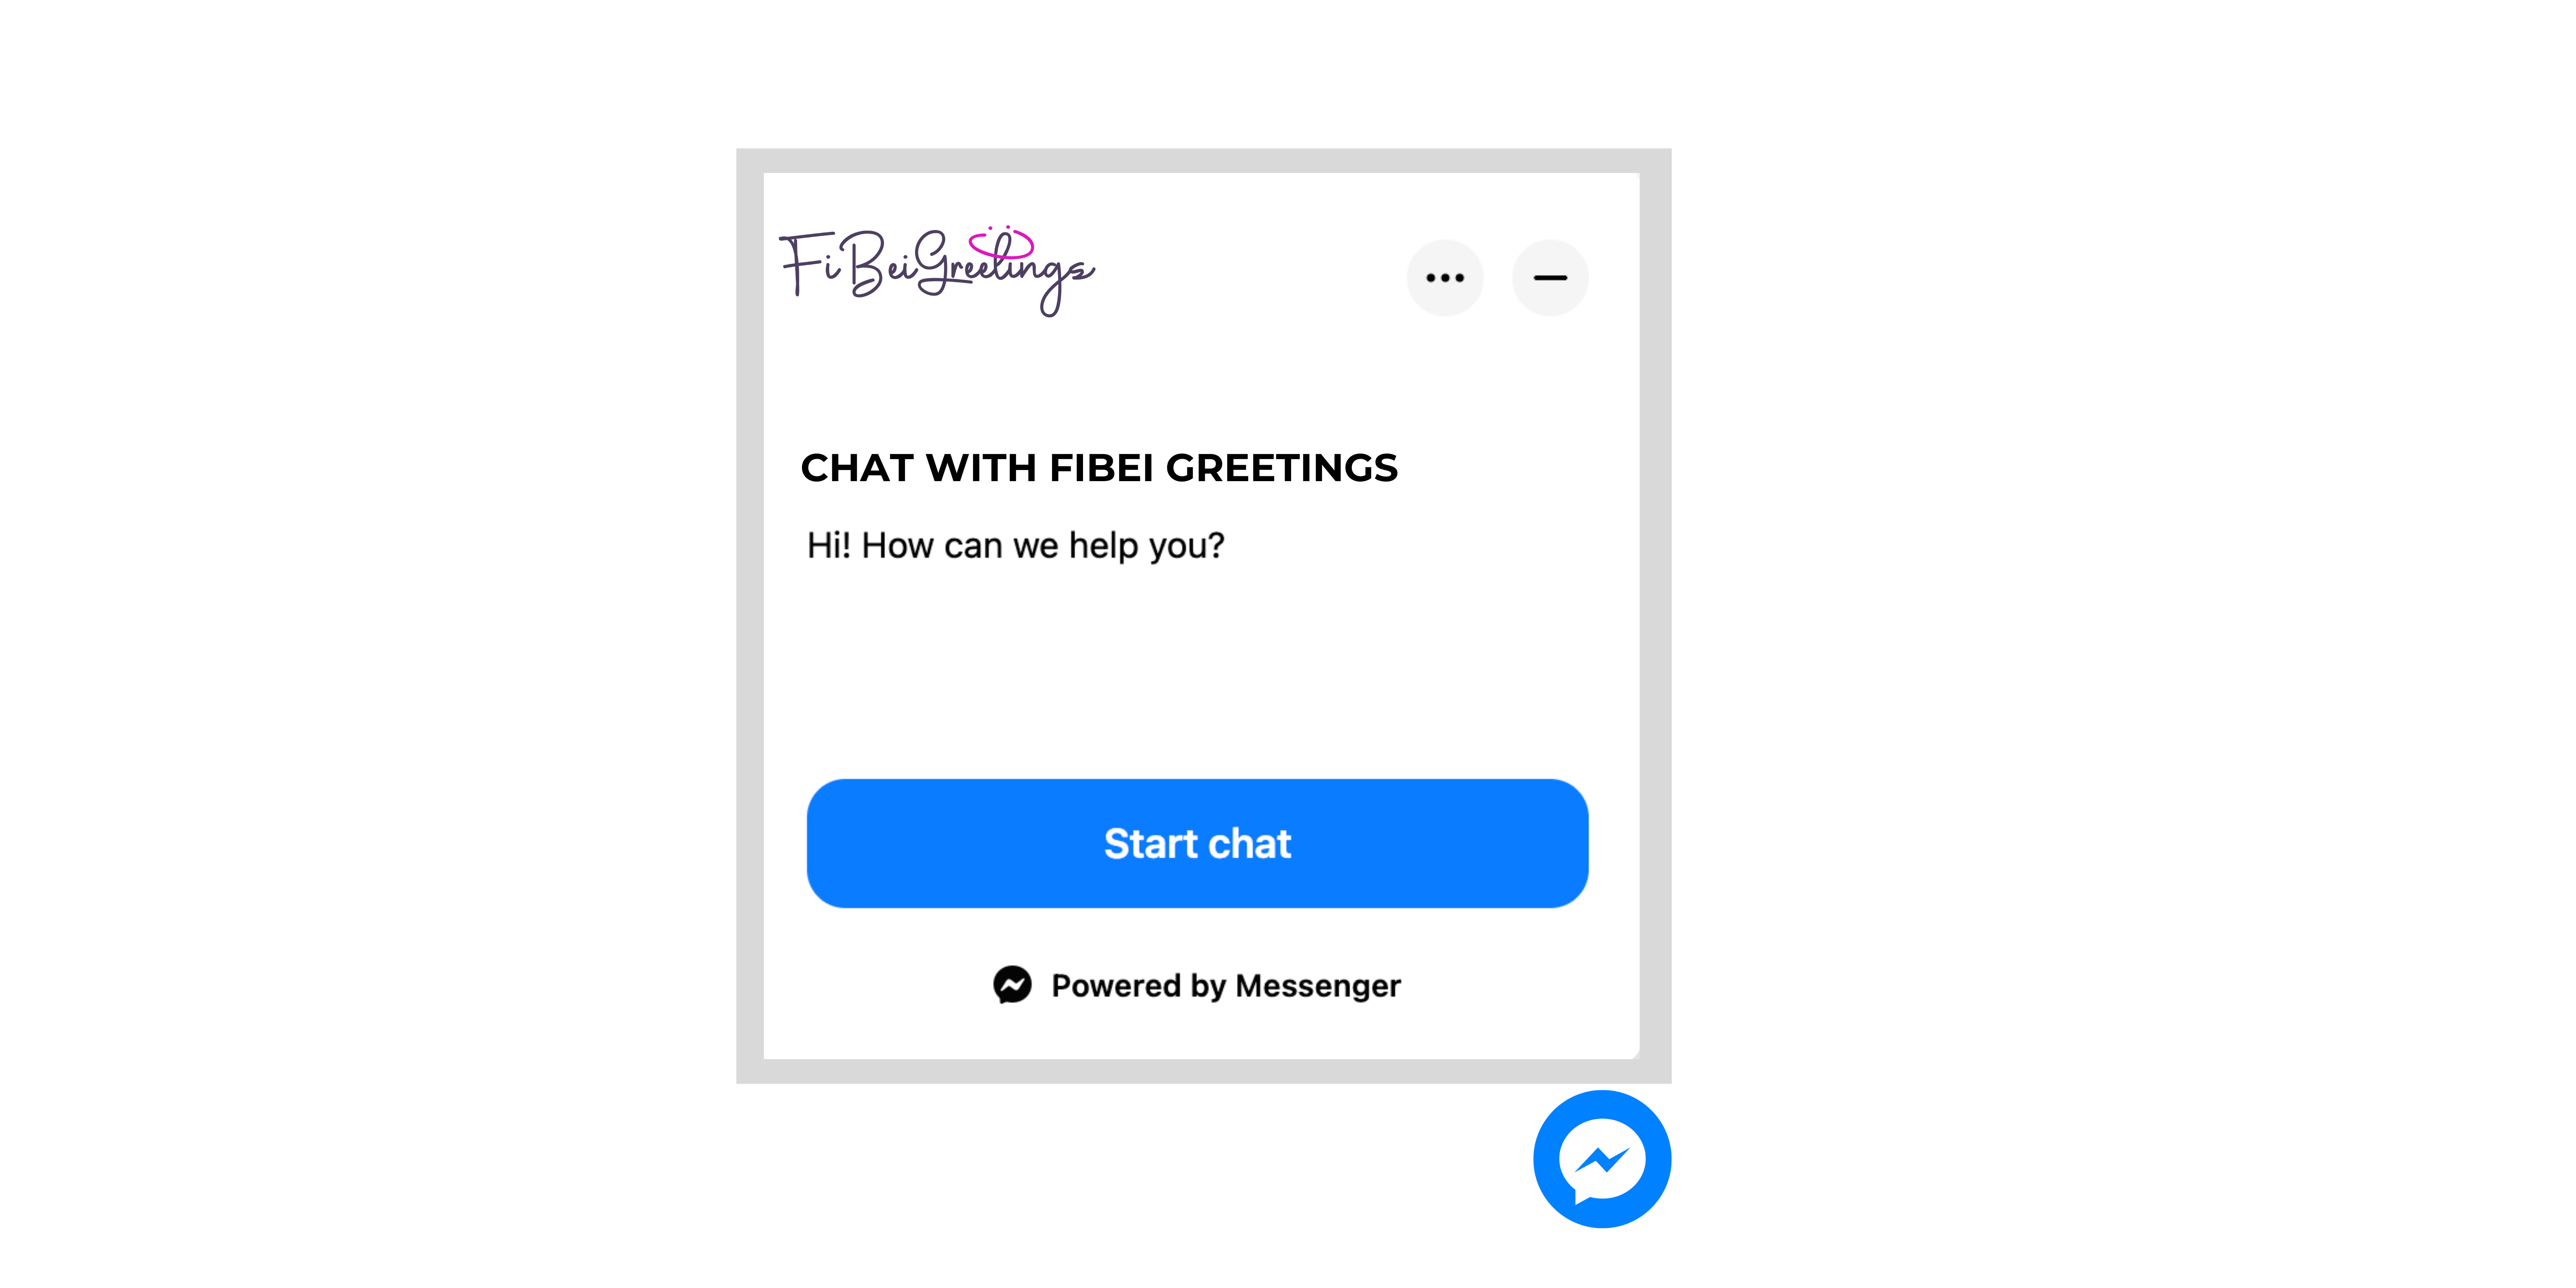 FiBeiGreetings
CHAT WITH FIBEI GREETINGS
Hi! How can we help you?
Start chat
Powered by Messenger